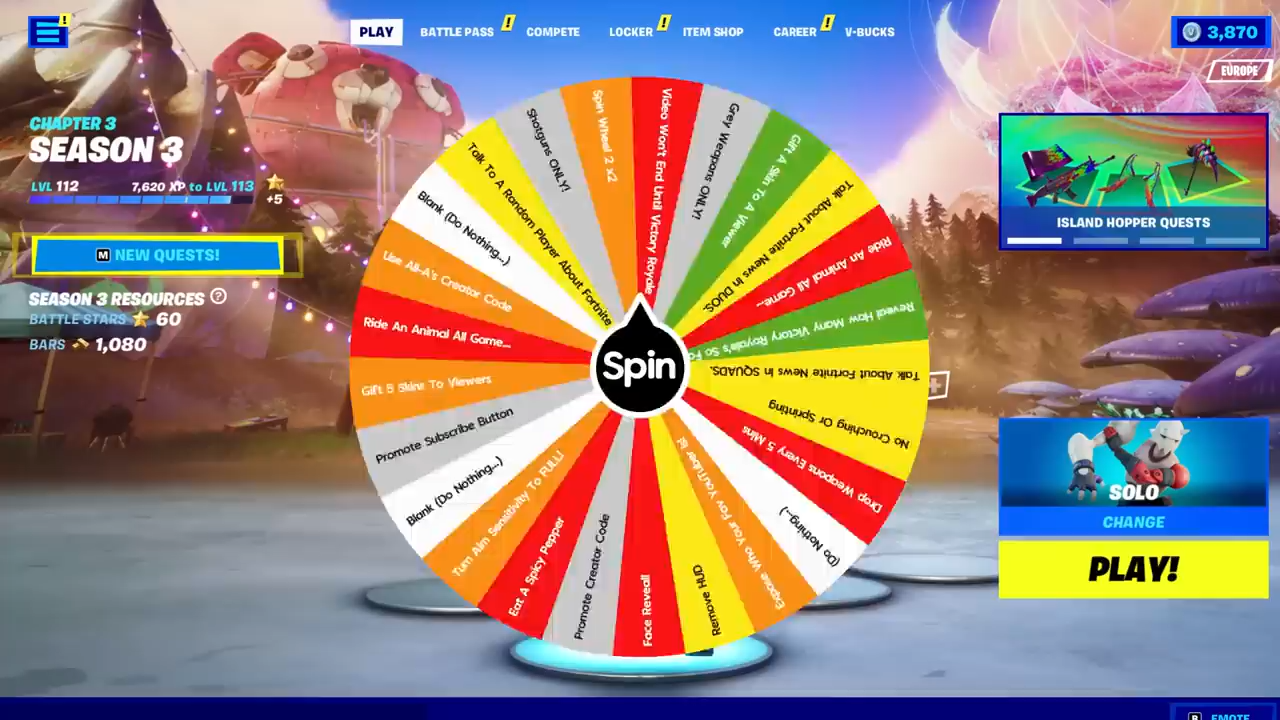 !
PLAY
BATTLE PASS
!
COMPETE
LOCKER
!
ITEM SHOP
CAREER
!
V-BUCKS
3,870
EUROPE
CHAPTER 3
SEASON 3
LVL 112
7,620 XP to LVL 113
+5
M NEW QUESTS!
SEASON 3 RESOURCES ?
BATTLE STARS 60
BARS 1,080
Video Won't End Until Victory Royale
Grey Weapons ONLY!
Gift A Skin To A Viewer
Talk About Fortnite News In DUOS.
Ride An Animal All Game...
Reveal How Many Victory Royale's So
Talk About Fortnite News In SQUADS.
No Crouching Or Sprinting
Drop Weapons Every 5 Mins
(Do Nothing...)
Expose Who Your Fav YouTuber is!
Remove HUD
Face Reveal!
Promote Creator Code
Eat A Spicy Pepper
Turn Aim Sensitivity To FULL!
Blank (Do Nothing...)
Promote Subscribe Button
Gift 5 Skins To Viewers
Ride An Animal All Game...
Use Ali-A's Creator Code
Blank (Do Nothing...)
Talk To A Random Player About Fortnite
Shotguns ONLY!
Spin Wheel 2 x2
Spin
ISLAND HOPPER QUESTS
SOLO
CHANGE
PLAY!
EMOTE